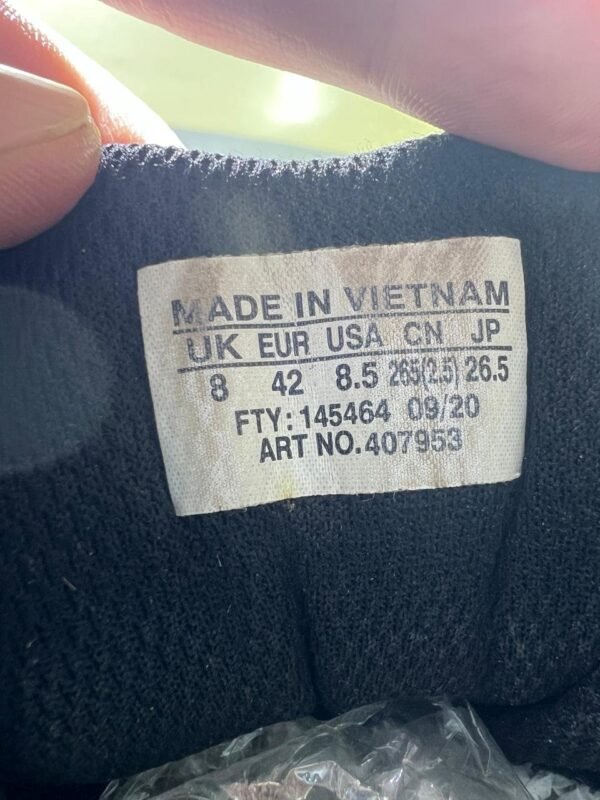 MADE IN VIETNAM
UK EUR USA CN JP
8 42 8.5 265(2.5) 26.5
FTY: 145464 09/20
ART NO. 407953